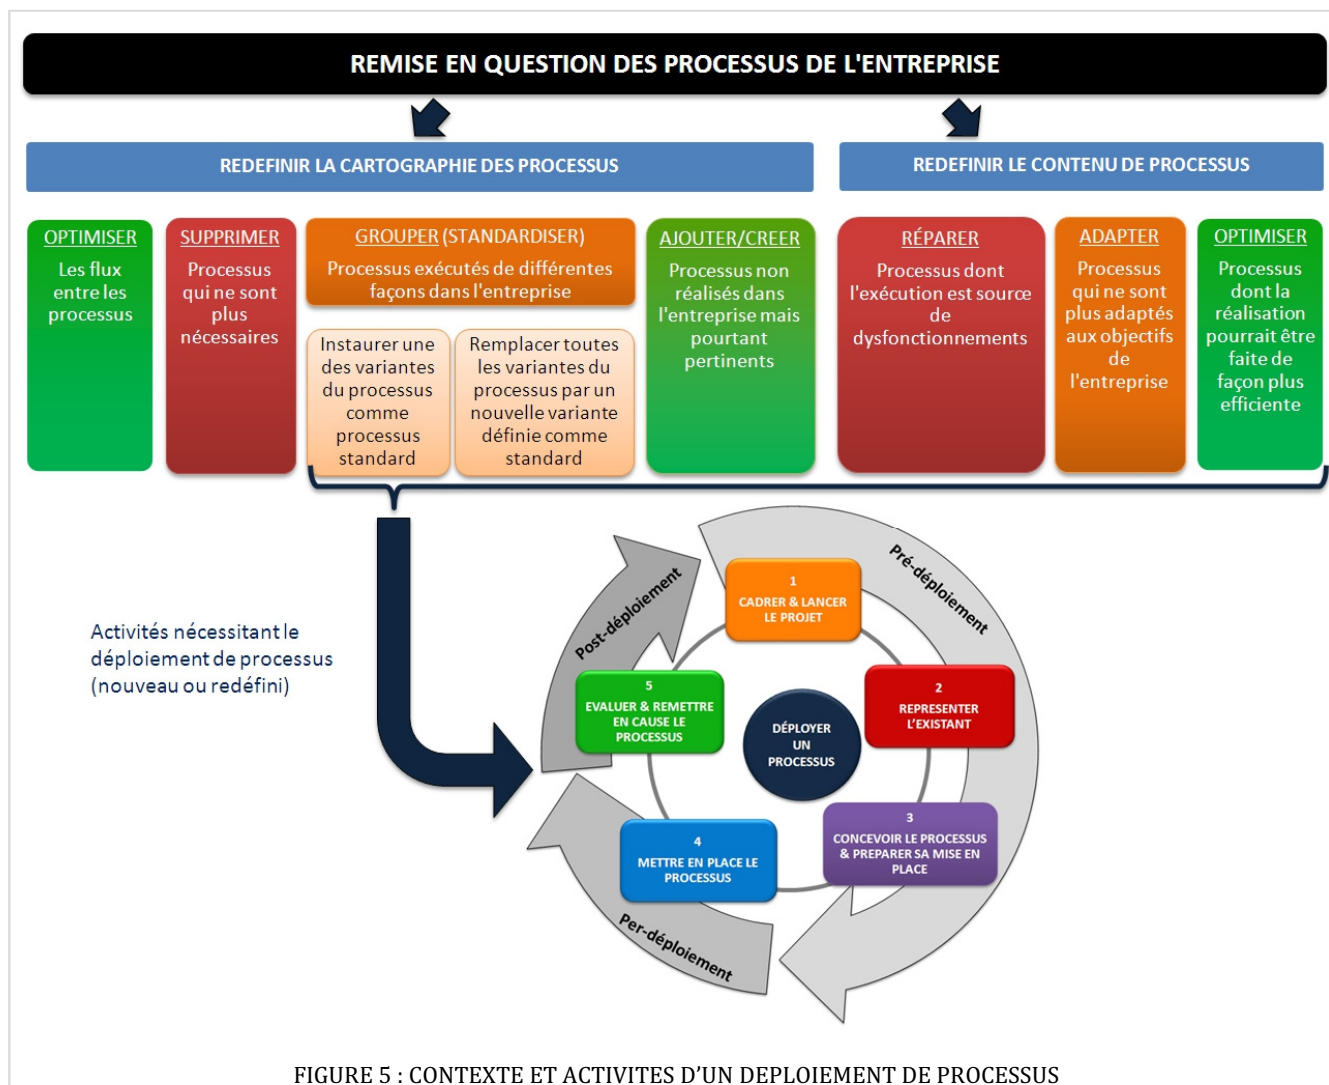 REMISE EN QUESTION DES PROCESSUS DE L'ENTREPRISE
REDEFINIR LA CARTOGRAPHIE DES PROCESSUS
REDEFINIR LE CONTENU DE PROCESSUS
OPTIMISER
Les flux
entre les
processus
SUPPRIMER
Processus
qui ne sont
plus
nécessaires
GROUPER (STANDARDISER)
Processus exécutés de différentes
façons dans l'entreprise
Instaurer une
des variantes
du processus
comme
processus
standard
Remplacer toutes
les variantes du
processus par un
nouvelle variante
définie comme
standard
AJOUTER/CREER
Processus non
réalisés dans
l'entreprise mais
pourtant
pertinents
RÉPARER
Processus dont
l'exécution est source
de
dysfonctionnements
ADAPTER
Processus
qui ne sont
plus adaptés
aux objectifs
de
l'entreprise
OPTIMISER
Processus
dont la
réalisation
pourrait être
faite de
façon plus
efficiente
Activités nécessitant le
déploiement de processus
(nouveau ou redéfini)
Pré-déploiement
Per-déploiement
Post-déploiement
1
CADRER & LANCER
LE PROJET
2
REPRESENTER
L'EXISTANT
3
CONCEVOIR LE PROCESSUS
& PREPARER SA MISE EN
PLACE
4
METTRE EN PLACE LE
PROCESSUS
5
EVALUER & REMETTRE
EN CAUSE LE
PROCESSUS
DÉPLOYER
UN
PROCESSUS
FIGURE 5 : CONTEXTE ET ACTIVITES D'UN DEPLOIEMENT DE PROCESSUS